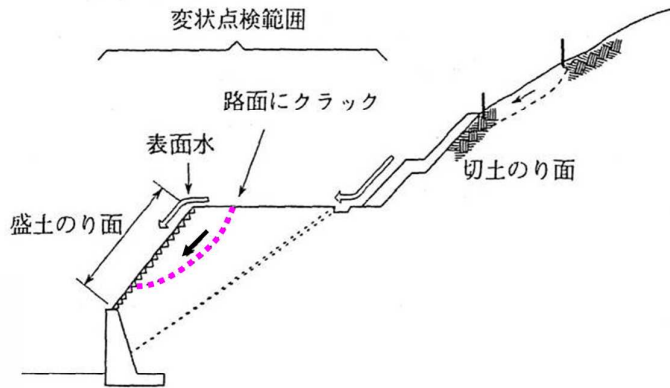 変状点検範囲
路面にクラック
表面水
切土のり面
盛土のり面